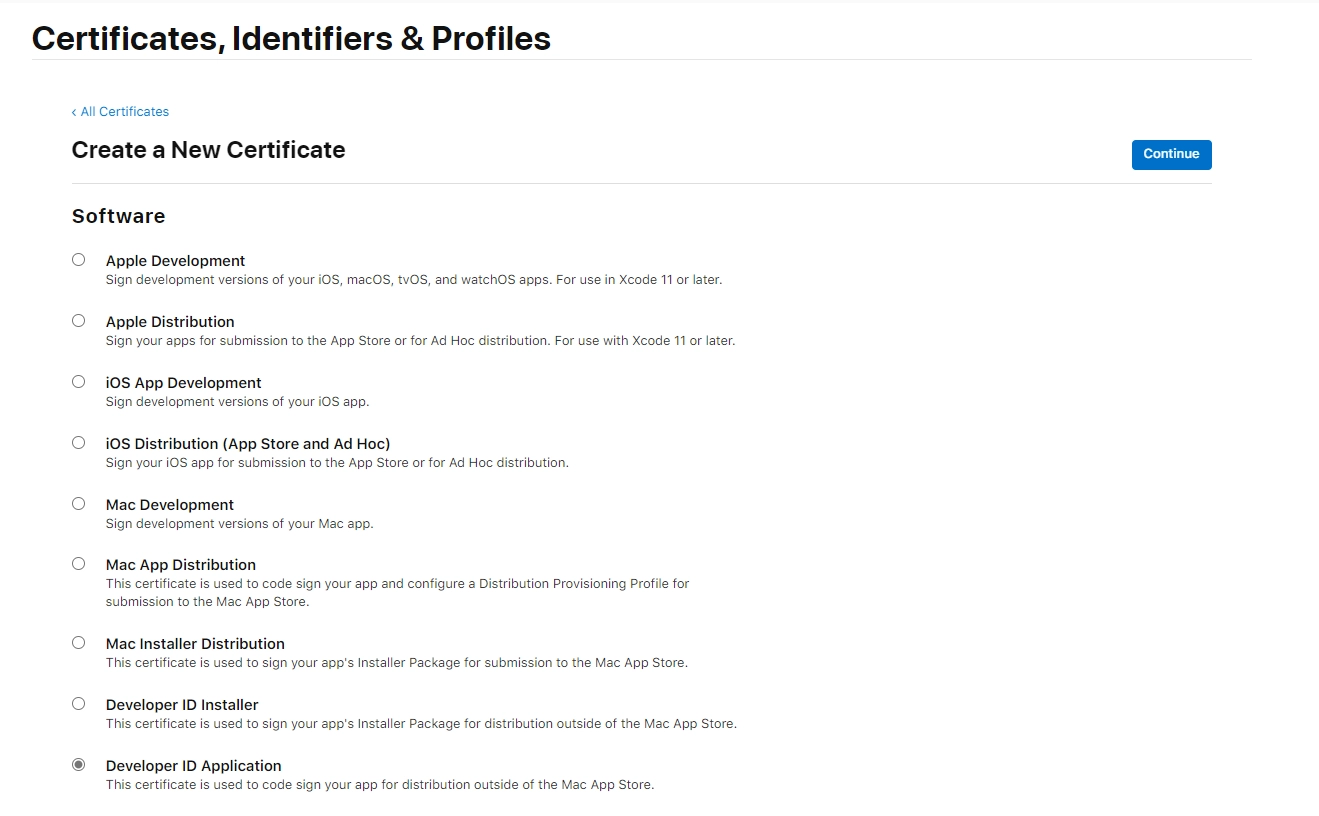 Certificates, Identifiers & Profiles
‹ All Certificates
Create a New Certificate
Continue
Software
Apple Development
Sign development versions of your iOS, macOS, tvOS, and watchOS apps. For use in Xcode 11 or later.
Apple Distribution
Sign your apps for submission to the App Store or for Ad Hoc distribution. For use with Xcode 11 or later.
iOS App Development
Sign development versions of your iOS app.
iOS Distribution (App Store and Ad Hoc)
Sign your iOS app for submission to the App Store or for Ad Hoc distribution.
Mac Development
Sign development versions of your Mac app.
Mac App Distribution
This certificate is used to code sign your app and configure a Distribution Provisioning Profile for
submission to the Mac App Store.
Mac Installer Distribution
This certificate is used to sign your app's Installer Package for submission to the Mac App Store.
Developer ID Installer
This certificate is used to sign your app's Installer Package for distribution outside of the Mac App Store.
Developer ID Application
This certificate is used to code sign your app for distribution outside of the Mac App Store.